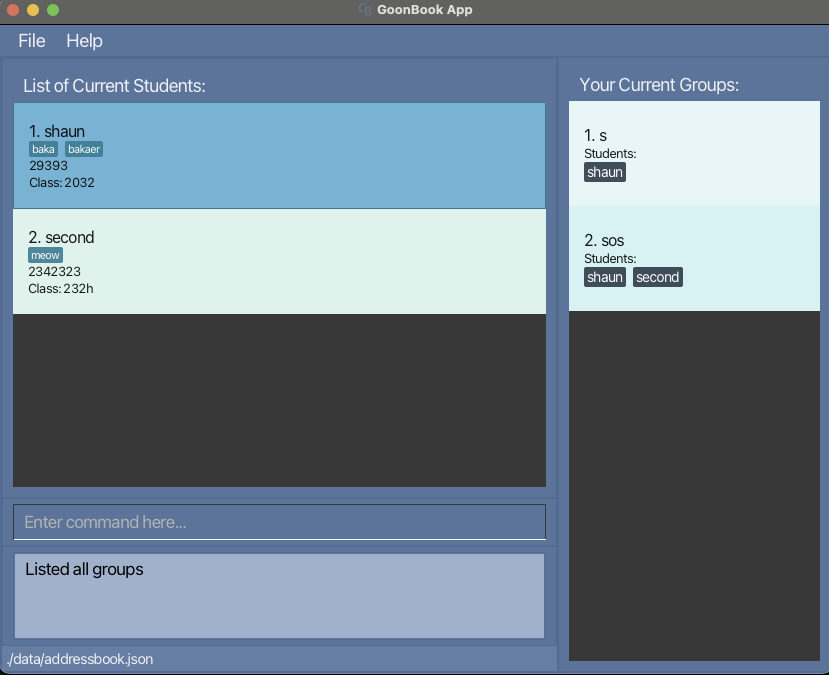 GoonBook App
File Help
List of Current Students:
1. shaun
baka bakaer
29393
Class: 2032
2. second
meow
2342323
Class: 232h
Enter command here...
Listed all groups
./data/addressbook.json
Your Current Groups:
1. s
Students:
shaun
2. sos
Students:
shaun second